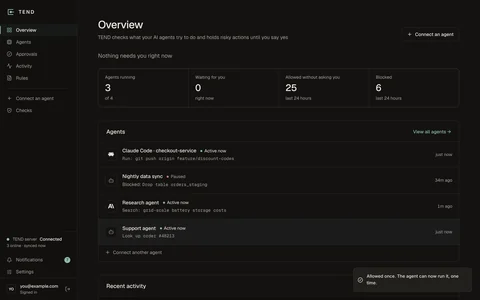 TEND
Overview
Agents
Approvals
Activity
Rules
Connect an agent
Checks
TEND server Connected
Notifications
Settings
YO
you@example.com
Signed in
Overview
TEND checks what your AI agents try to do and holds risky actions until you say yes
+ Connect an agent
Nothing needs you right now
Agents running
3
of 4
Waiting for you
0
right now
Allowed without asking you
25
last 24 hours
Blocked
6
last 24 hours
Agents
View all agents →
Claude Code · checkout-service • Active now
Run: git push origin feature/discount-codes
just now
Nightly data sync • Paused
Blocked Drop table orders_staging
34m ago
Research agent • Active now
Search: grid-scale battery storage costs
1m ago
Support agent • Active now
Look up order #48213
just now
+ Connect another agent
Recent activity
Allowed once. The agent can now run it, one
time.